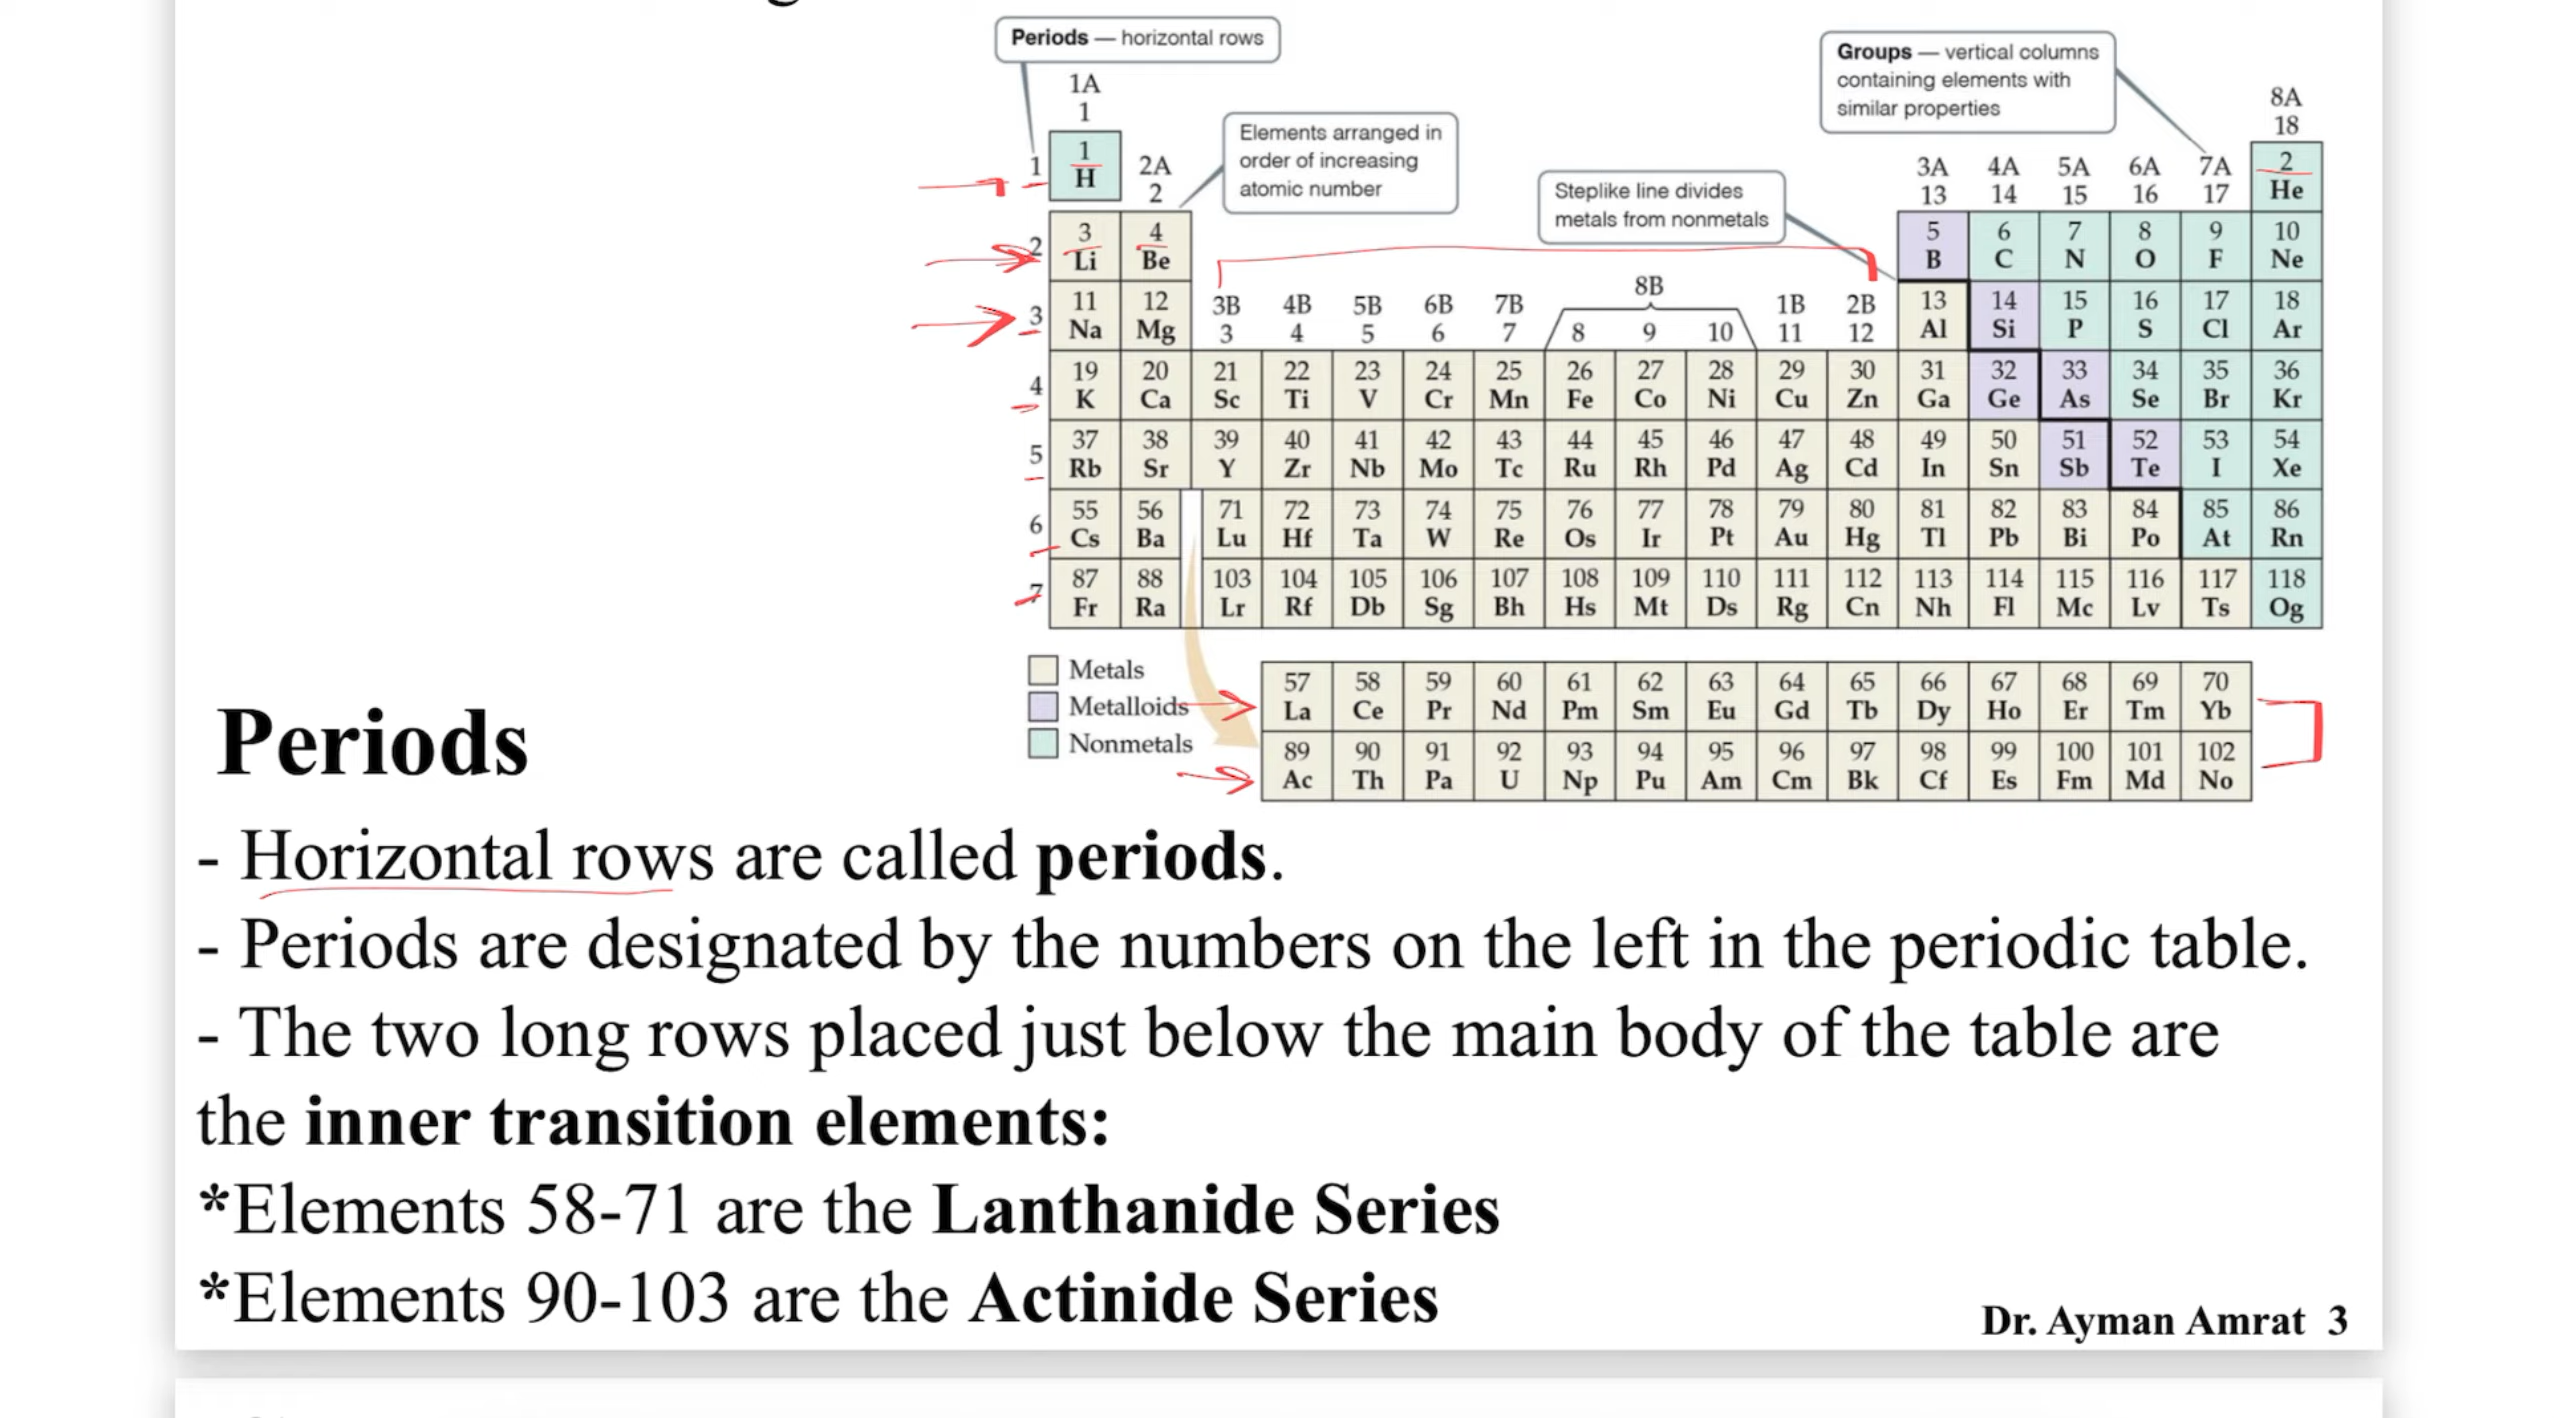 Periods — horizontal rows
Groups — vertical columns
containing elements with
similar properties
1A
1
8A
18
Elements arranged in
order of increasing
atomic number
2A
2
Steplike line divides
metals from nonmetals
3A 4A 5A 6A 7A
13 14 15 16 17
1 1 2
H He
2 3 4 5 6 7 8 9 10
Li Be B C N O F Ne
8B
3B 4B 5B 6B 7B 1B 2B
3 4 5 6 7 8 9 10 11 12
3 11 12 13 14 15 16 17 18
Na Mg Al Si P S Cl Ar
4 19 20 21 22 23 24 25 26 27 28 29 30 31 32 33 34 35 36
K Ca Sc Ti V Cr Mn Fe Co Ni Cu Zn Ga Ge As Se Br Kr
5 37 38 39 40 41 42 43 44 45 46 47 48 49 50 51 52 53 54
Rb Sr Y Zr Nb Mo Tc Ru Rh Pd Ag Cd In Sn Sb Te I Xe
6 55 56 71 72 73 74 75 76 77 78 79 80 81 82 83 84 85 86
Cs Ba Lu Hf Ta W Re Os Ir Pt Au Hg Tl Pb Bi Po At Rn
7 87 88 103 104 105 106 107 108 109 110 111 112 113 114 115 116 117 118
Fr Ra Lr Rf Db Sg Bh Hs Mt Ds Rg Cn Nh Fl Mc Lv Ts Og
Metals
Metalloids
Nonmetals
57 58 59 60 61 62 63 64 65 66 67 68 69 70
La Ce Pr Nd Pm Sm Eu Gd Tb Dy Ho Er Tm Yb
89 90 91 92 93 94 95 96 97 98 99 100 101 102
Ac Th Pa U Np Pu Am Cm Bk Cf Es Fm Md No
Periods
- Horizontal rows are called periods.
- Periods are designated by the numbers on the left in the periodic table.
- The two long rows placed just below the main body of the table are
the inner transition elements:
*Elements 58-71 are the Lanthanide Series
*Elements 90-103 are the Actinide Series
Dr. Ayman Amrat 3